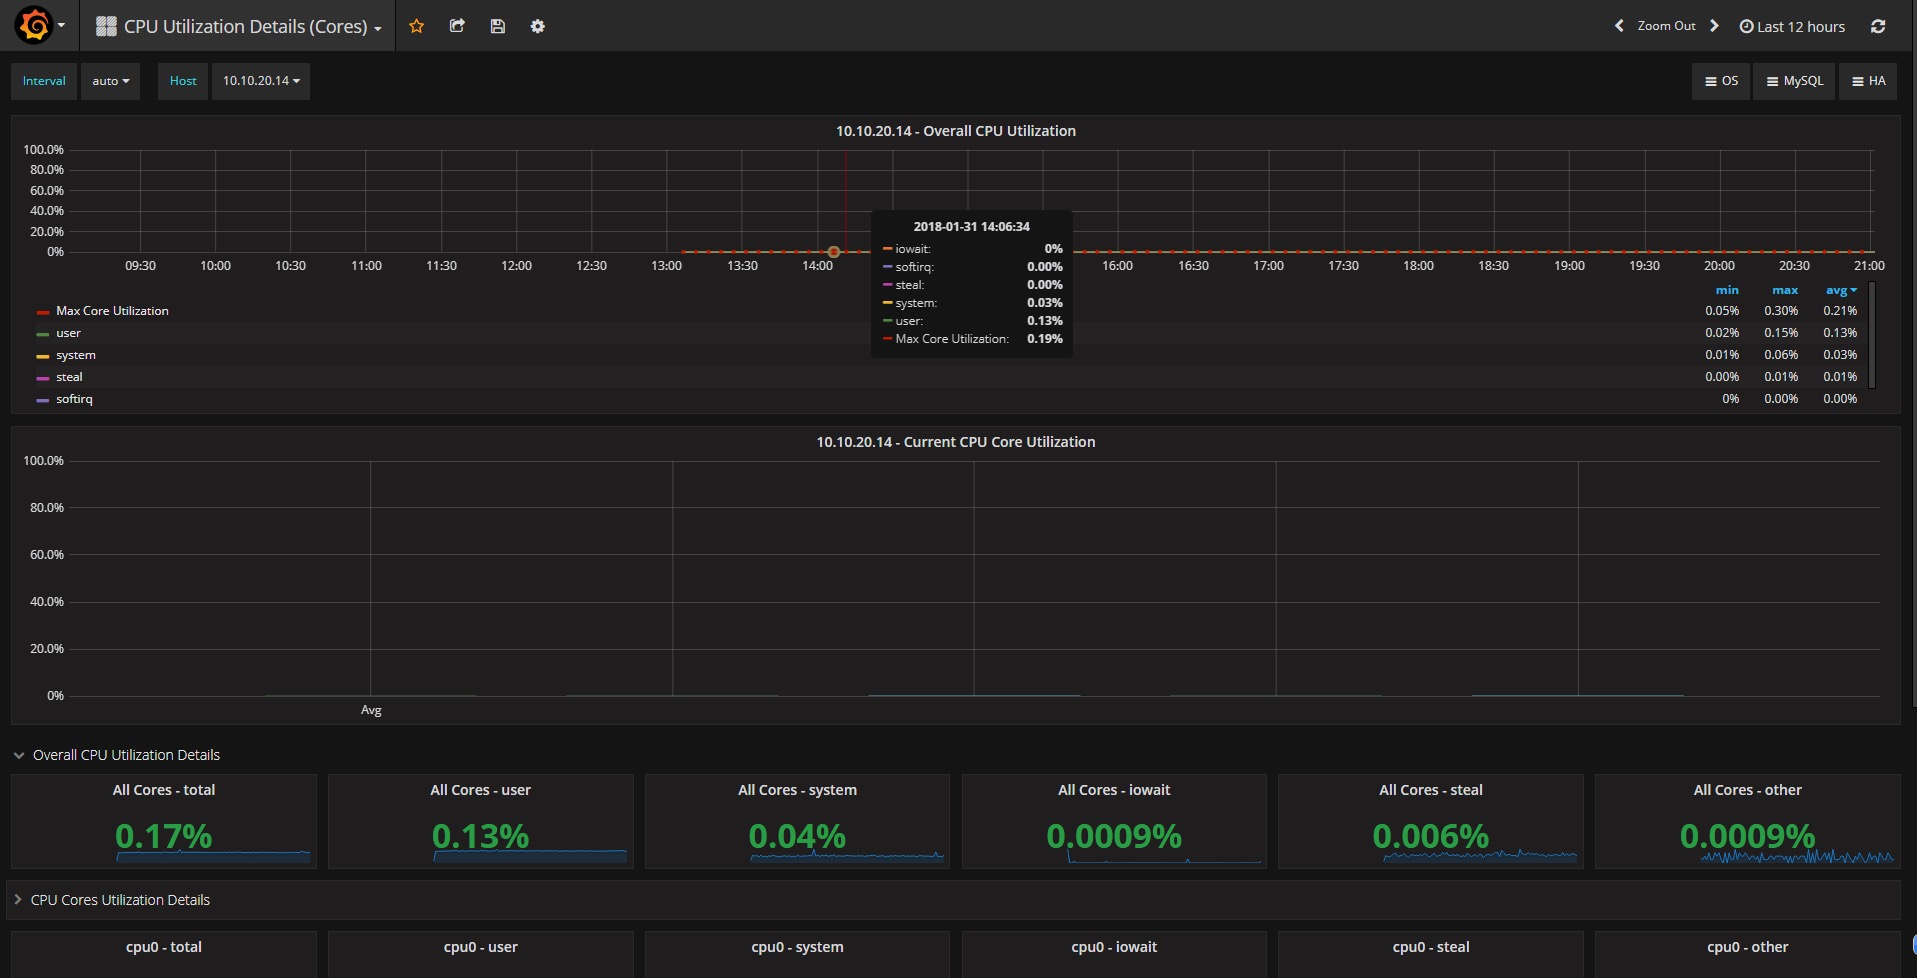 CPU Utilization Details (Cores)
Zoom Out
Last 12 hours
Interval auto Host 10.10.20.14
OS MySQL HA
10.10.20.14 - Overall CPU Utilization
100.0%
80.0%
60.0%
40.0%
20.0%
0%
09:30 10:00 10:30 11:00 11:30 12:00 12:30 13:00 13:30 14:00 16:00 16:30 17:00 17:30 18:00 18:30 19:00 19:30 20:00 20:30 21:00
2018-01-31 14:06:34
iowait: 0%
softirq: 0.00%
steal: 0.00%
system: 0.03%
user: 0.13%
Max Core Utilization: 0.19%
min max avg
Max Core Utilization 0.05% 0.30% 0.21%
user 0.02% 0.15% 0.13%
system 0.01% 0.06% 0.03%
steal 0.00% 0.01% 0.01%
softirq 0% 0.00% 0.00%
10.10.20.14 - Current CPU Core Utilization
100.0%
80.0%
60.0%
40.0%
20.0%
0%
Avg
Overall CPU Utilization Details
All Cores - total All Cores - user All Cores - system All Cores - iowait All Cores - steal All Cores - other
0.17% 0.13% 0.04% 0.0009% 0.006% 0.0009%
CPU Cores Utilization Details
cpu0 - total cpu0 - user cpu0 - system cpu0 - iowait cpu0 - steal cpu0 - other